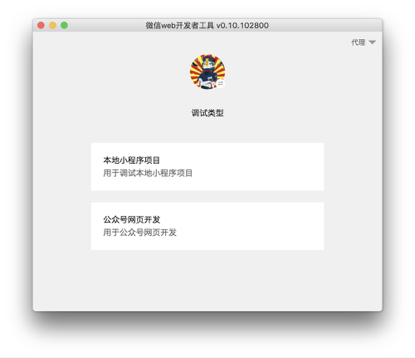 微信web开发者工具 v0.10.102800
代理
调试类型
本地小程序项目
用于调试本地小程序项目
公众号网页开发
用于公众号网页开发